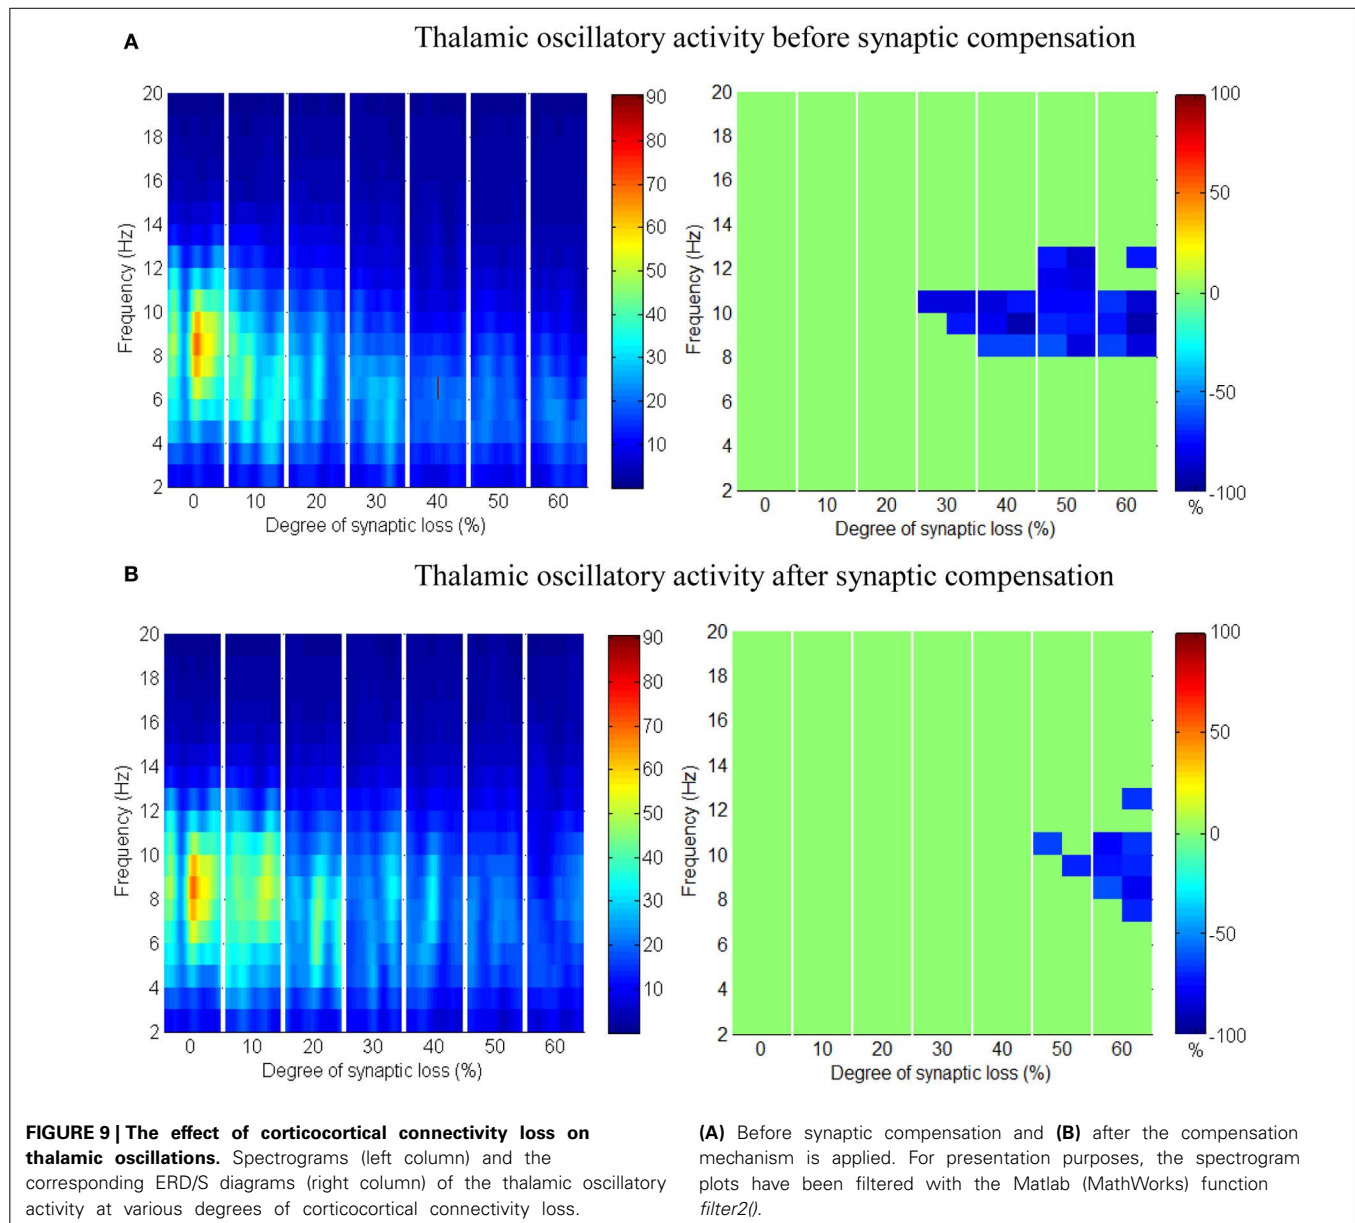 A
Thalamic oscillatory activity before synaptic compensation
20
18
16
14
12
10
8
6
4
2
Frequency (Hz)
0 10 20 30 40 50 60
Degree of synaptic loss (%)
90
80
70
60
50
40
30
20
10
20
18
16
14
12
10
8
6
4
2
Frequency (Hz)
0 10 20 30 40 50 60
Degree of synaptic loss (%)
100
50
0
-50
-100
%
B
Thalamic oscillatory activity after synaptic compensation
20
18
16
14
12
10
8
6
4
2
Frequency (Hz)
0 10 20 30 40 50 60
Degree of synaptic loss (%)
90
80
70
60
50
40
30
20
10
20
18
16
14
12
10
8
6
4
2
Frequency (Hz)
0 10 20 30 40 50 60
Degree of synaptic loss (%)
100
50
0
-50
-100
%
FIGURE 9 | The effect of corticocortical connectivity loss on
thalamic oscillations. Spectrograms (left column) and the
corresponding ERD/S diagrams (right column) of the thalamic oscillatory
activity at various degrees of corticocortical connectivity loss.
(A) Before synaptic compensation and (B) after the compensation
mechanism is applied. For presentation purposes, the spectrogram
plots have been filtered with the Matlab (MathWorks) function
filter2().